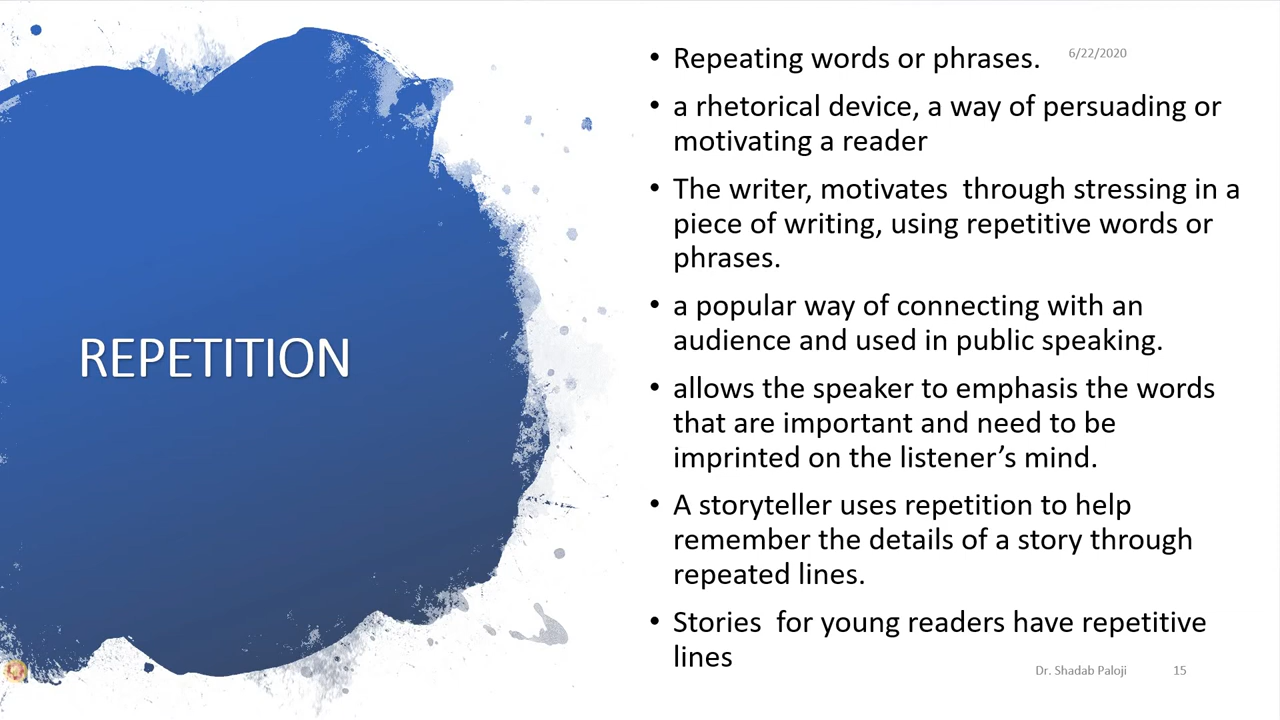 REPETITION
• Repeating words or phrases.
6/22/2020
• a rhetorical device, a way of persuading or
motivating a reader
• The writer, motivates  through stressing in a
piece of writing, using repetitive words or
phrases.
• a popular way of connecting with an
audience and used in public speaking.
• allows the speaker to emphasis the words
that are important and need to be
imprinted on the listener’s mind.
• A storyteller uses repetition to help
remember the details of a story through
repeated lines.
• Stories  for young readers have repetitive
lines
Dr. Shadab Paloji 15